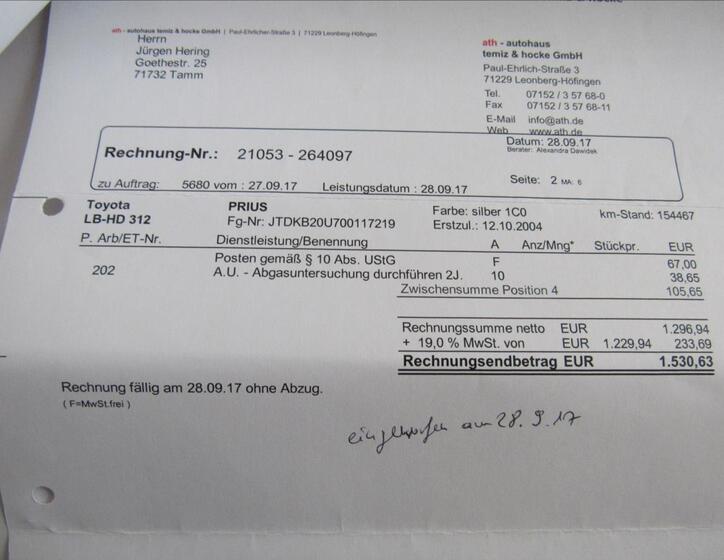 ath - autohaus temiz & hocke GmbH | Paul-Ehrlicher-Straße 3 | 71229 Leonberg-Höfingen
Herrn
Jürgen Hering
Goethestr. 25
71732 Tamm
ath - autohaus
temiz & hocke GmbH
Paul-Ehrlich-Straße 3
71229 Leonberg-Höfingen
Tel. 07152 / 3 57 68-0
Fax 07152 / 3 57 68-11
E-Mail info@ath.de
Web www.ath.de
Datum: 28.09.17
Berater: Alexandra Dawidek
Rechnung-Nr.: 21053 - 264097
zu Auftrag: 5680 vom : 27.09.17 Leistungsdatum : 28.09.17 Seite: 2 MA: 6
Toyota PRIUS Farbe: silber 1C0 km-Stand: 154467
LB-HD 312 Fg-Nr: JTDKB20U700117219 Erstzul.: 12.10.2004
P. Arb/ET-Nr. Dienstleistung/Benennung A Anz/Mng* Stückpr. EUR
Posten gemäß § 10 Abs. UStG F 67,00
202 A.U. - Abgasuntersuchung durchführen 2J. 10 38,65
Zwischensumme Position 4 105,65
Rechnungssumme netto EUR 1.296,94
+ 19,0 % MwSt. von EUR 1.229,94 233,69
Rechnungsendbetrag EUR 1.530,63
Rechnung fällig am 28.09.17 ohne Abzug.
( F=MwSt.frei )
eingeworfen am 28.9.17